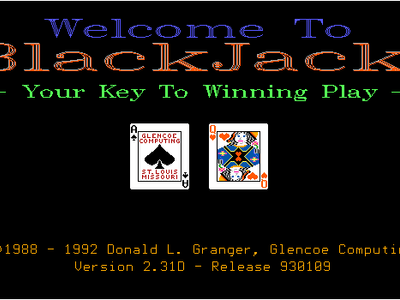 Welcome To
BlackJack
- Your Key To Winning Play -
A
GLENCOE
COMPUTING
ST.LOUIS
MISSOURI
A
Q
Q
©1988 - 1992 Donald L. Granger, Glencoe Computin
Version 2.31D - Release 930109